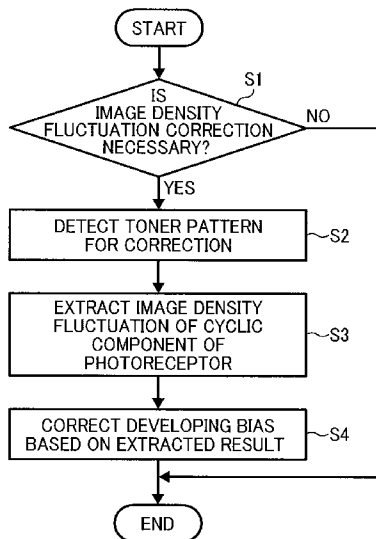 START
S1
IS
IMAGE DENSITY
FLUCTUATION CORRECTION
NECESSARY?
NO
YES
DETECT TONER PATTERN
FOR CORRECTION
S2
EXTRACT IMAGE DENSITY
FLUCTUATION OF CYCLIC
COMPONENT OF
PHOTORECEPTOR
S3
CORRECT DEVELOPING BIAS
BASED ON EXTRACTED RESULT
S4
END